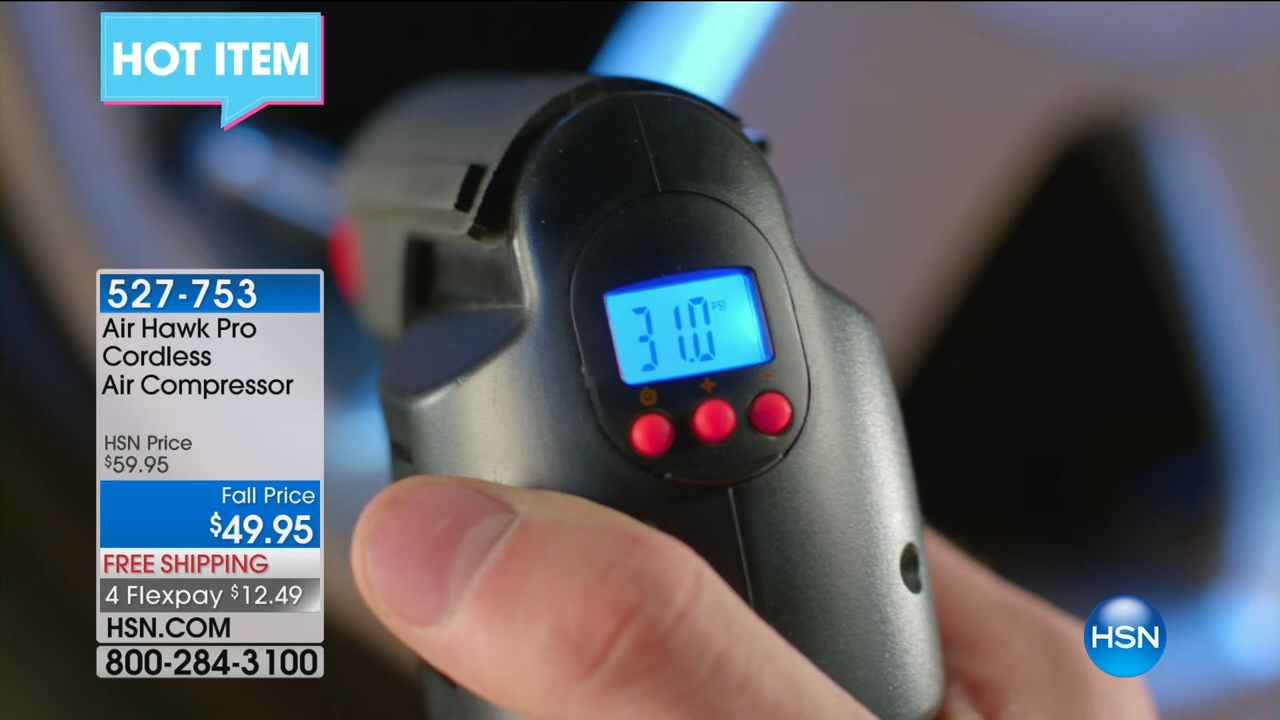 HOT ITEM
527-753
Air Hawk Pro
Cordless
Air Compressor
HSN Price
$59.95
Fall Price
$49.95
FREE SHIPPING
4 Flexpay $12.49
HSN.COM
800-284-3100
31.0 PSI
+
-
HSN